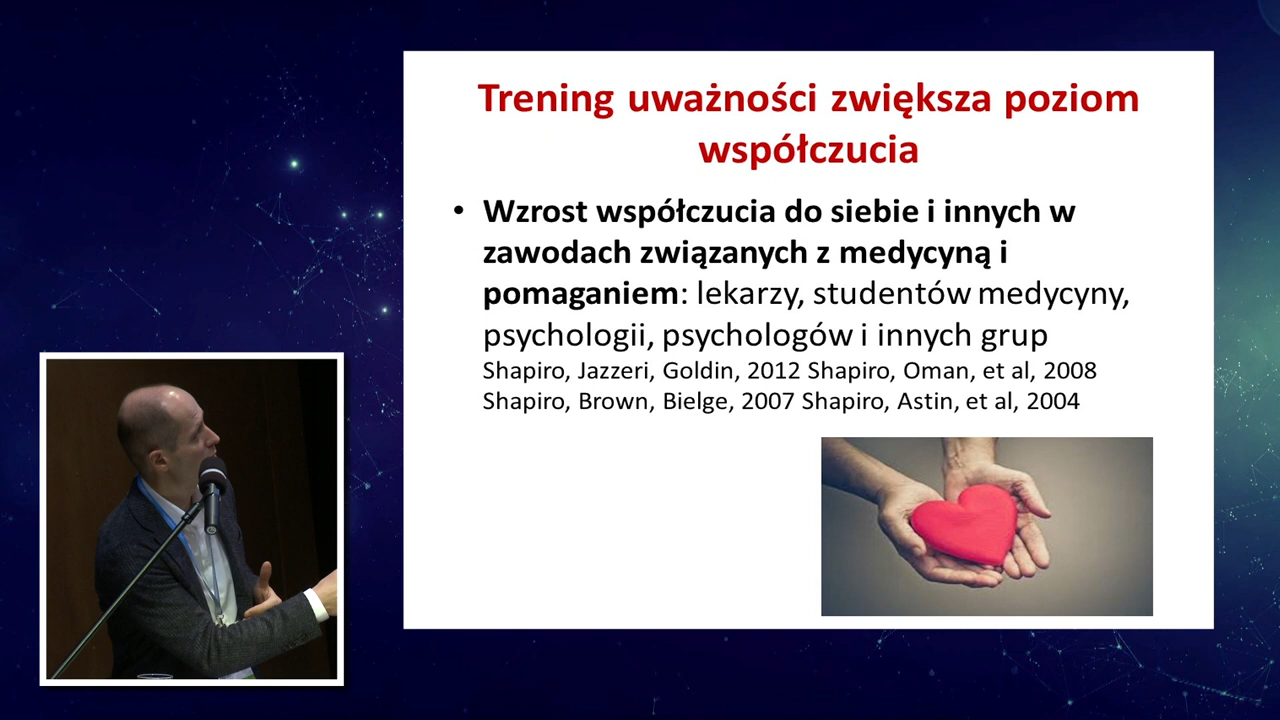 Trening uważności zwiększa poziom
współczucia
• Wzrost współczucia do siebie i innych w
zawodach związanych z medycyną i
pomaganiem: lekarzy, studentów medycyny,
psychologii, psychologów i innych grup
Shapiro, Jazzeri, Goldin, 2012 Shapiro, Oman, et al, 2008
Shapiro, Brown, Bielge, 2007 Shapiro, Astin, et al, 2004